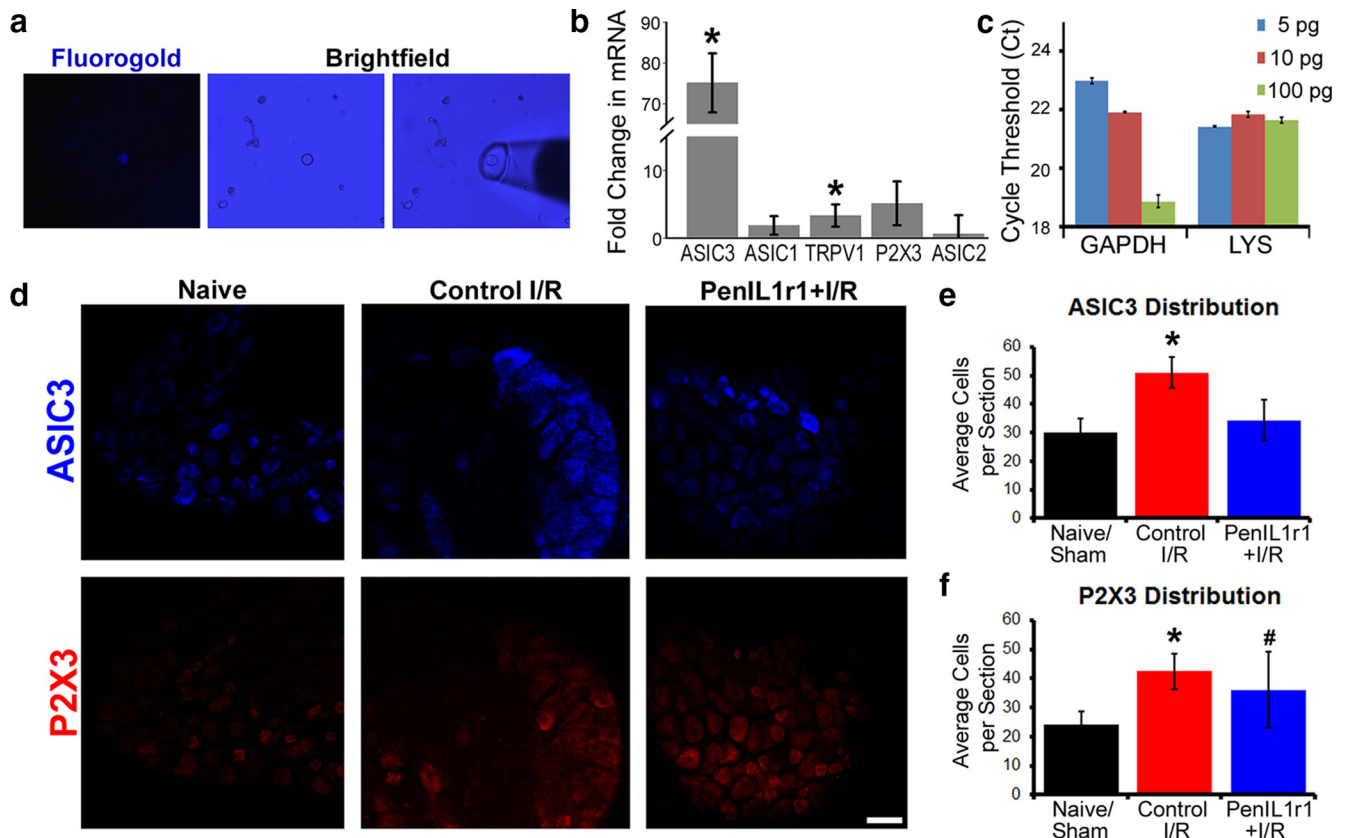 a
Fluorogold
Brightfield
b
Fold Change in mRNA
90
80
70
10
0
*
*
ASIC3 ASIC1 TRPV1 P2X3 ASIC2
c
Cycle Threshold (Ct)
24
22
20
18
5 pg
10 pg
100 pg
GAPDH LYS
d
Naive
Control I/R
PenIL1r1+I/R
ASIC3
P2X3
e
ASIC3 Distribution
Average Cells
per Section
60
50
40
30
20
10
0
*
Naive/
Sham
Control
I/R
PenIL1r1
+I/R
f
P2X3 Distribution
Average Cells
per Section
60
50
40
30
20
10
0
*
#
Naive/
Sham
Control
I/R
PenIL1r1
+I/R